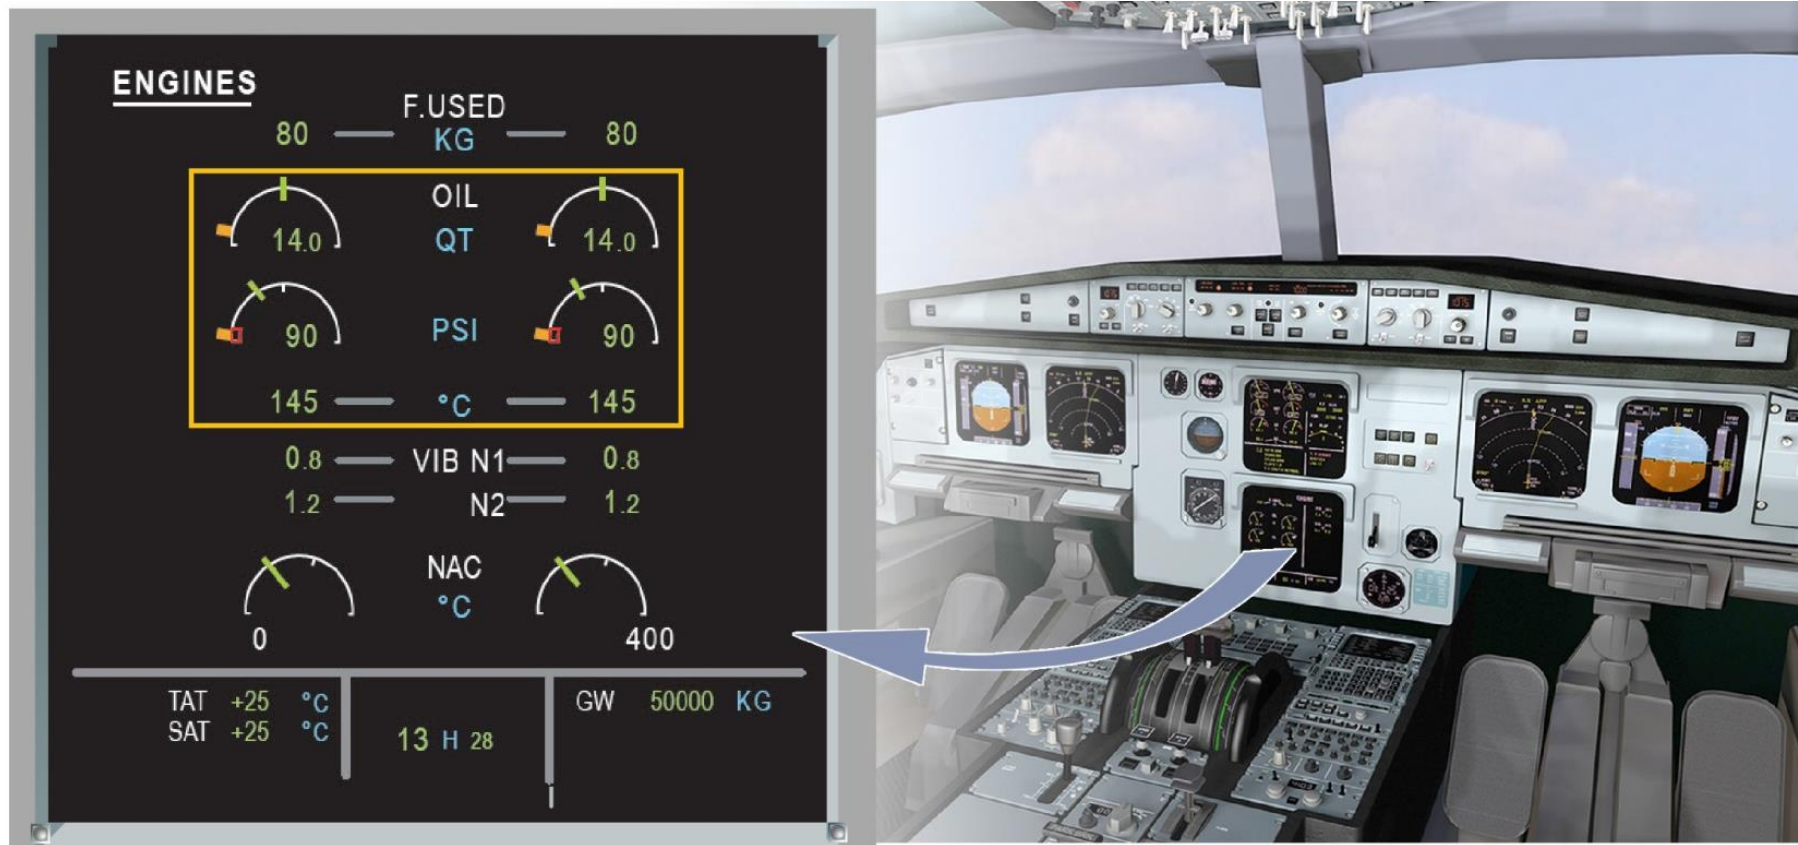 ENGINES
F.USED
80 KG 80
OIL
14.0 QT 14.0
90 PSI 90
145 °C 145
0.8 VIB N1 0.8
1.2 N2 1.2
NAC
°C
0 400
TAT +25 °C GW 50000 KG
SAT +25 °C
13 H 28